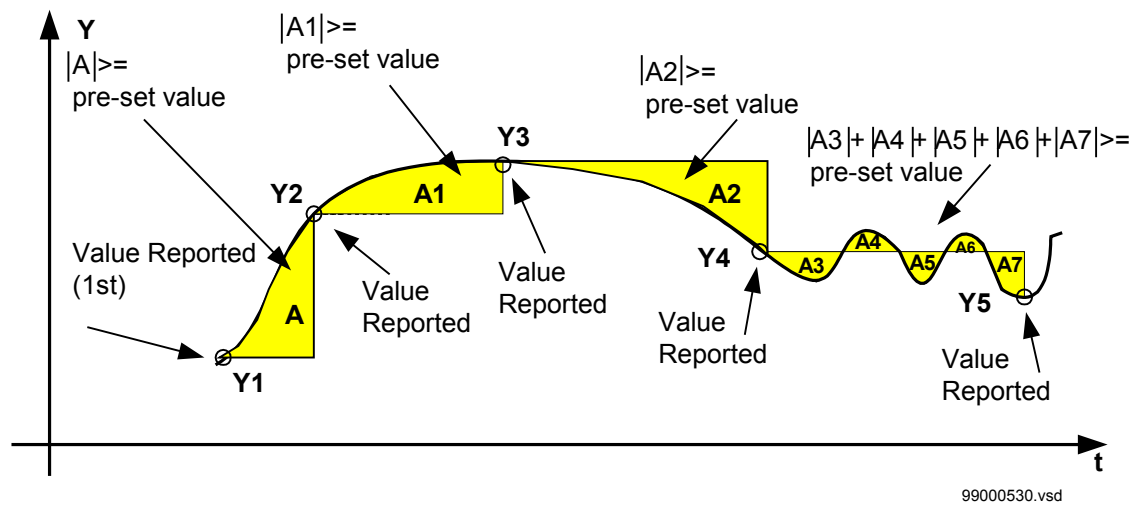 Y
|A|>=
pre-set value
|A1|>=
pre-set value
|A2|>=
pre-set value
|A3|+|A4|+|A5|+|A6|+|A7|>=
pre-set value
Y3
Y2
A1
A2
Value Reported
(1st)
A
Y1
Value
Reported
Value
Reported
Y4
Value
Reported
A3
A4
A5
A6
A7
Y5
Value
Reported
t
99000530.vsd